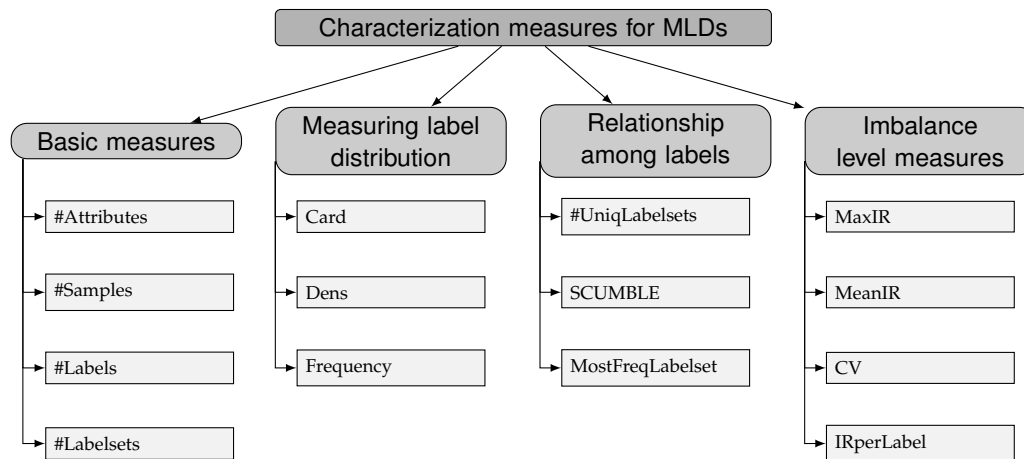 Characterization measures for MLDs
Basic measures
#Attributes
#Samples
#Labels
#Labelsets
Measuring label
distribution
Card
Dens
Frequency
Relationship
among labels
#UniqLabelsets
SCUMBLE
MostFreqLabelset
Imbalance
level measures
MaxIR
MeanIR
CV
IRperLabel